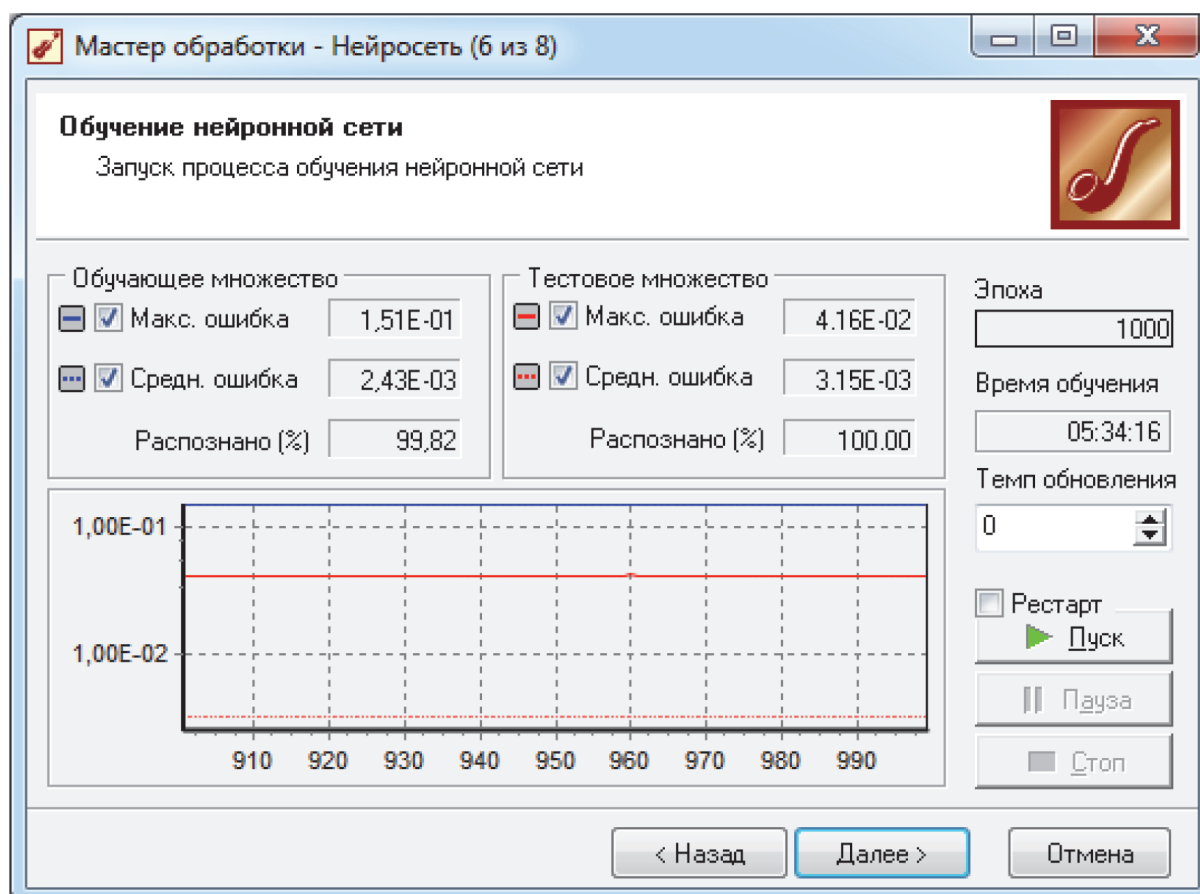 Мастер обработки - Нейросеть (6 из 8)
Обучение нейронной сети
Запуск процесса обучения нейронной сети
Обучающее множество
Макс. ошибка 1,51E-01
Средн. ошибка 2,43E-03
Распознано (%) 99,82
Тестовое множество
Макс. ошибка 4.16E-02
Средн. ошибка 3.15E-03
Распознано (%) 100.00
Эпоха
1000
Время обучения
05:34:16
Темп обновления
0
Рестарт
Пуск
Пауза
Стоп
1,00E-01
1,00E-02
910 920 930 940 950 960 970 980 990
< Назад Далее > Отмена